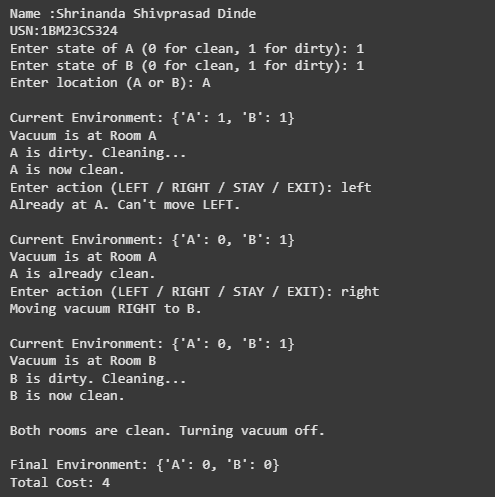 Name :Shrinanda Shivprasad Dinde
USN:1BM23CS324
Enter state of A (0 for clean, 1 for dirty): 1
Enter state of B (0 for clean, 1 for dirty): 1
Enter location (A or B): A
Current Environment: {'A': 1, 'B': 1}
Vacuum is at Room A
A is dirty. Cleaning...
A is now clean.
Enter action (LEFT / RIGHT / STAY / EXIT): left
Already at A. Can't move LEFT.
Current Environment: {'A': 0, 'B': 1}
Vacuum is at Room A
A is already clean.
Enter action (LEFT / RIGHT / STAY / EXIT): right
Moving vacuum RIGHT to B.
Current Environment: {'A': 0, 'B': 1}
Vacuum is at Room B
B is dirty. Cleaning...
B is now clean.
Both rooms are clean. Turning vacuum off.
Final Environment: {'A': 0, 'B': 0}
Total Cost: 4